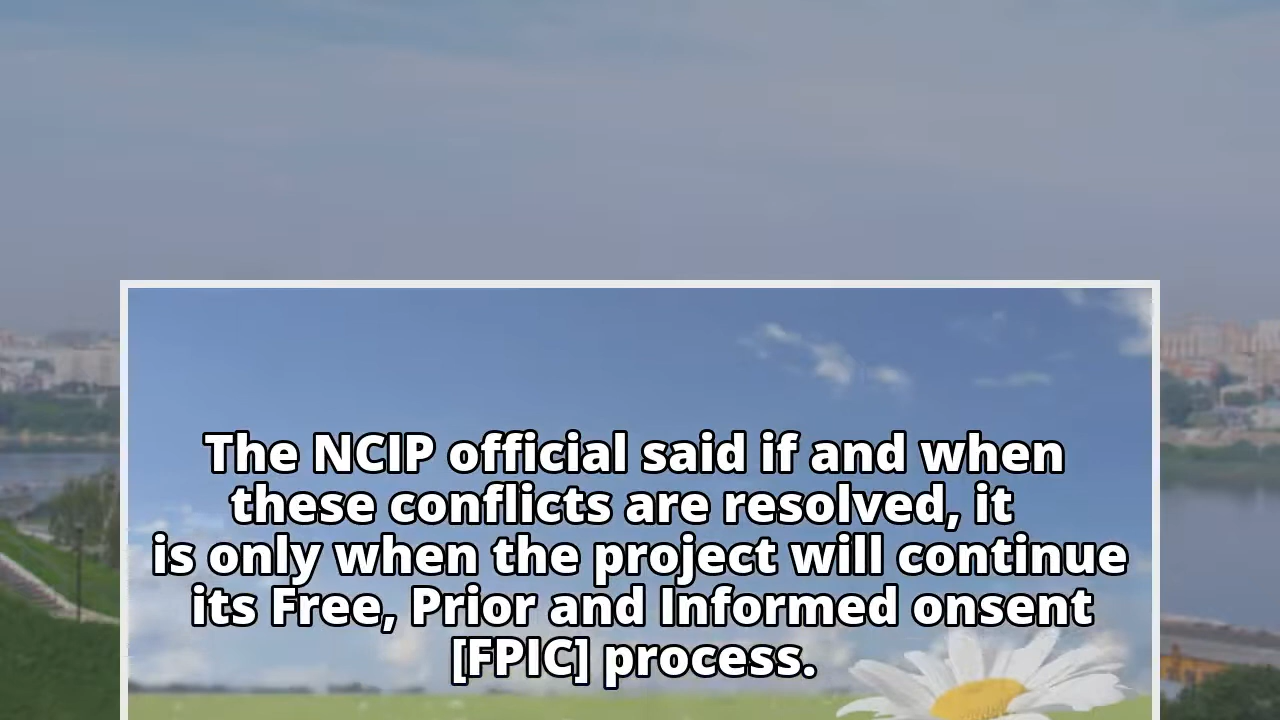 The NCIP official said if and when
these conflicts are resolved, it
is only when the project will continue
its Free, Prior and Informed onsent
[FPIC] process.